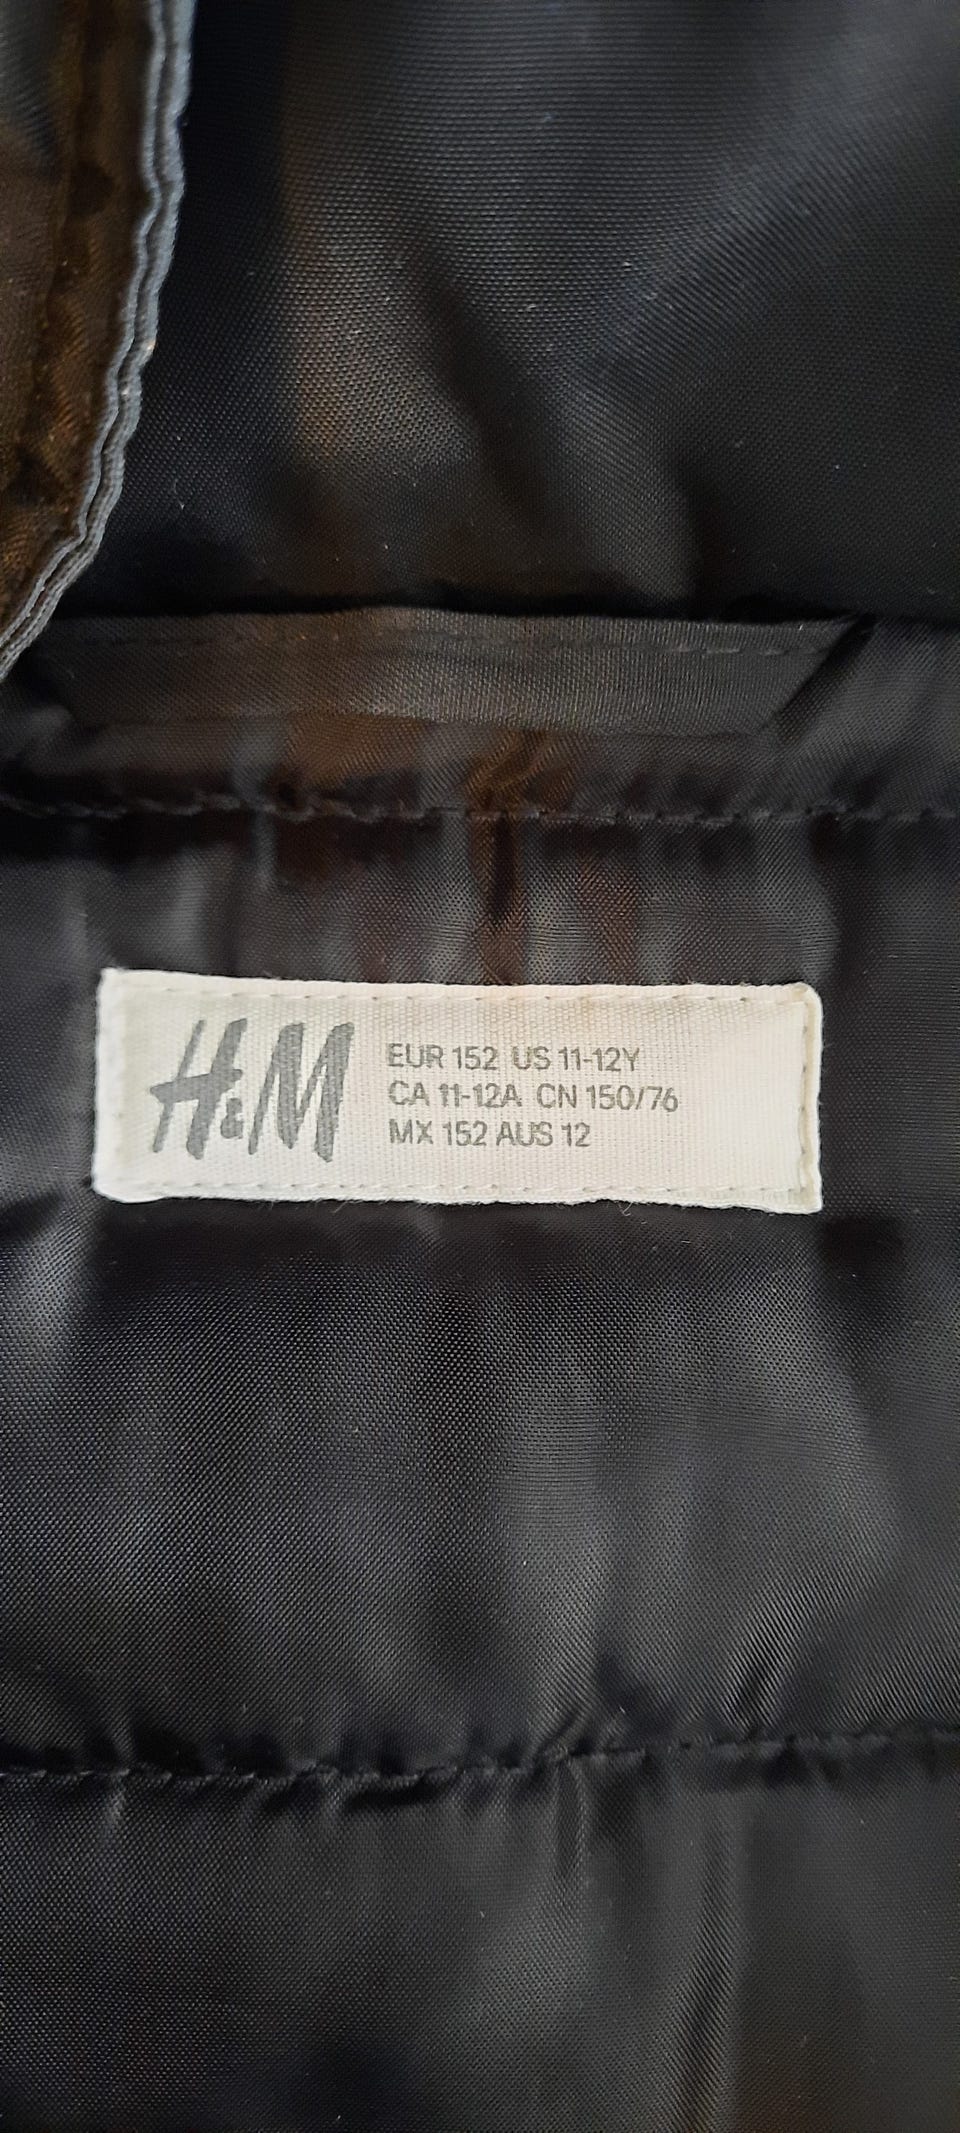 H&M
EUR 152 US 11-12Y
CA 11-12A CN 150/76
MX 152 AUS 12